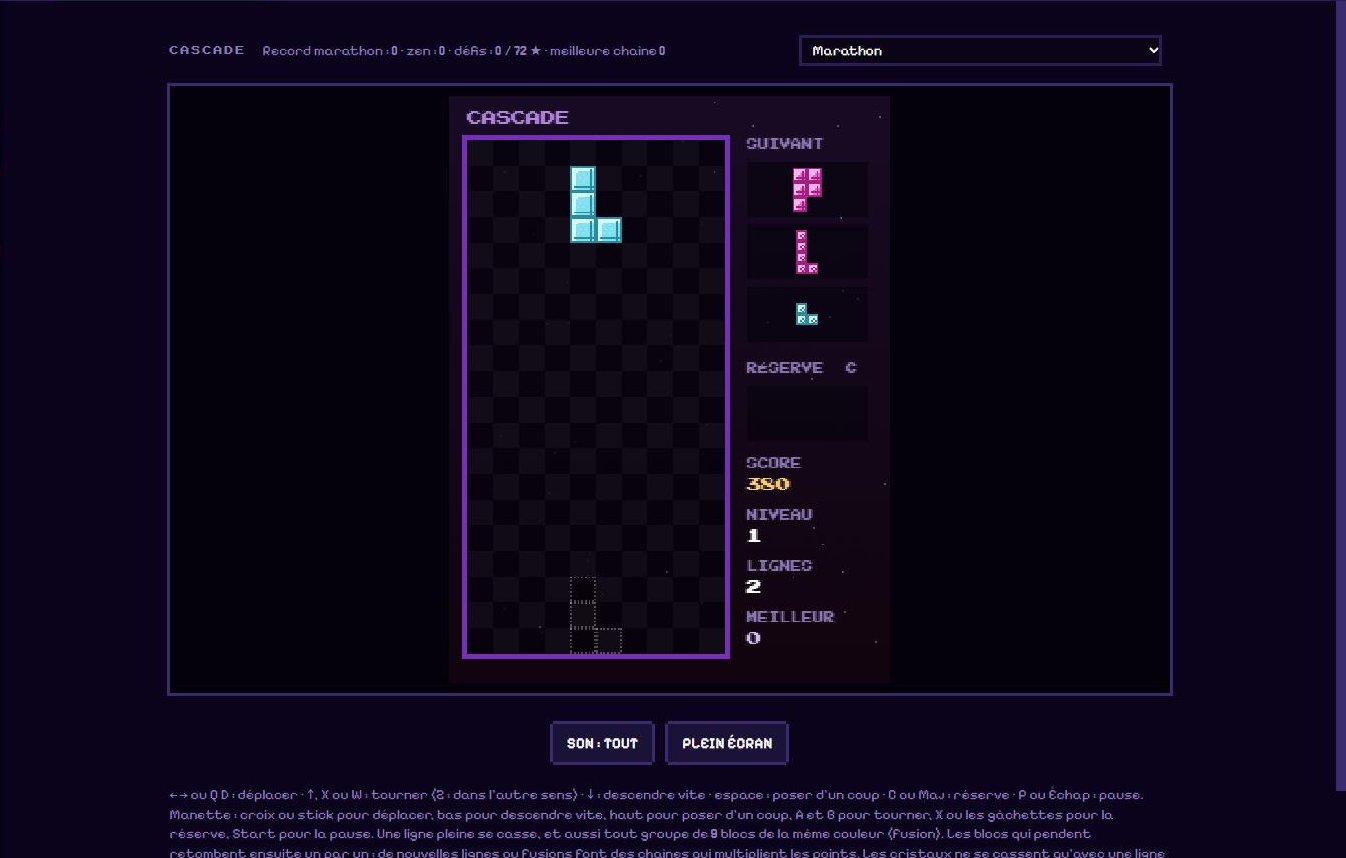 CASCADE Record marathon : 0 · zen : 0 · défis : 0 / 72 ★ · meilleure chaîne 0
Marathon
CASCADE
SUIVANT
RéSERVE C
SCORE
380
NIVEAU
1
LIGNES
2
MEILLEUR
0
SON : TOUT
PLEIN ÉCRAN
←→ ou Q D : déplacer · ↑, X ou W : tourner (Z : dans l'autre sens) · ↓ : descendre vite · espace : poser d'un coup · C ou Maj : réserve · P ou Échap : pause.
Manette : croix ou stick pour déplacer, bas pour descendre vite, haut pour poser d'un coup, A et B pour tourner, X ou les gâchettes pour la
réserve, Start pour la pause. Une ligne pleine se casse, et aussi tout groupe de 9 blocs de la même couleur (fusion). Les blocs qui pendent
retombent ensuite un par un : de nouvelles lignes ou fusions font des chaînes qui multiplient les points. Les cristaux ne se cassent qu'avec une ligne